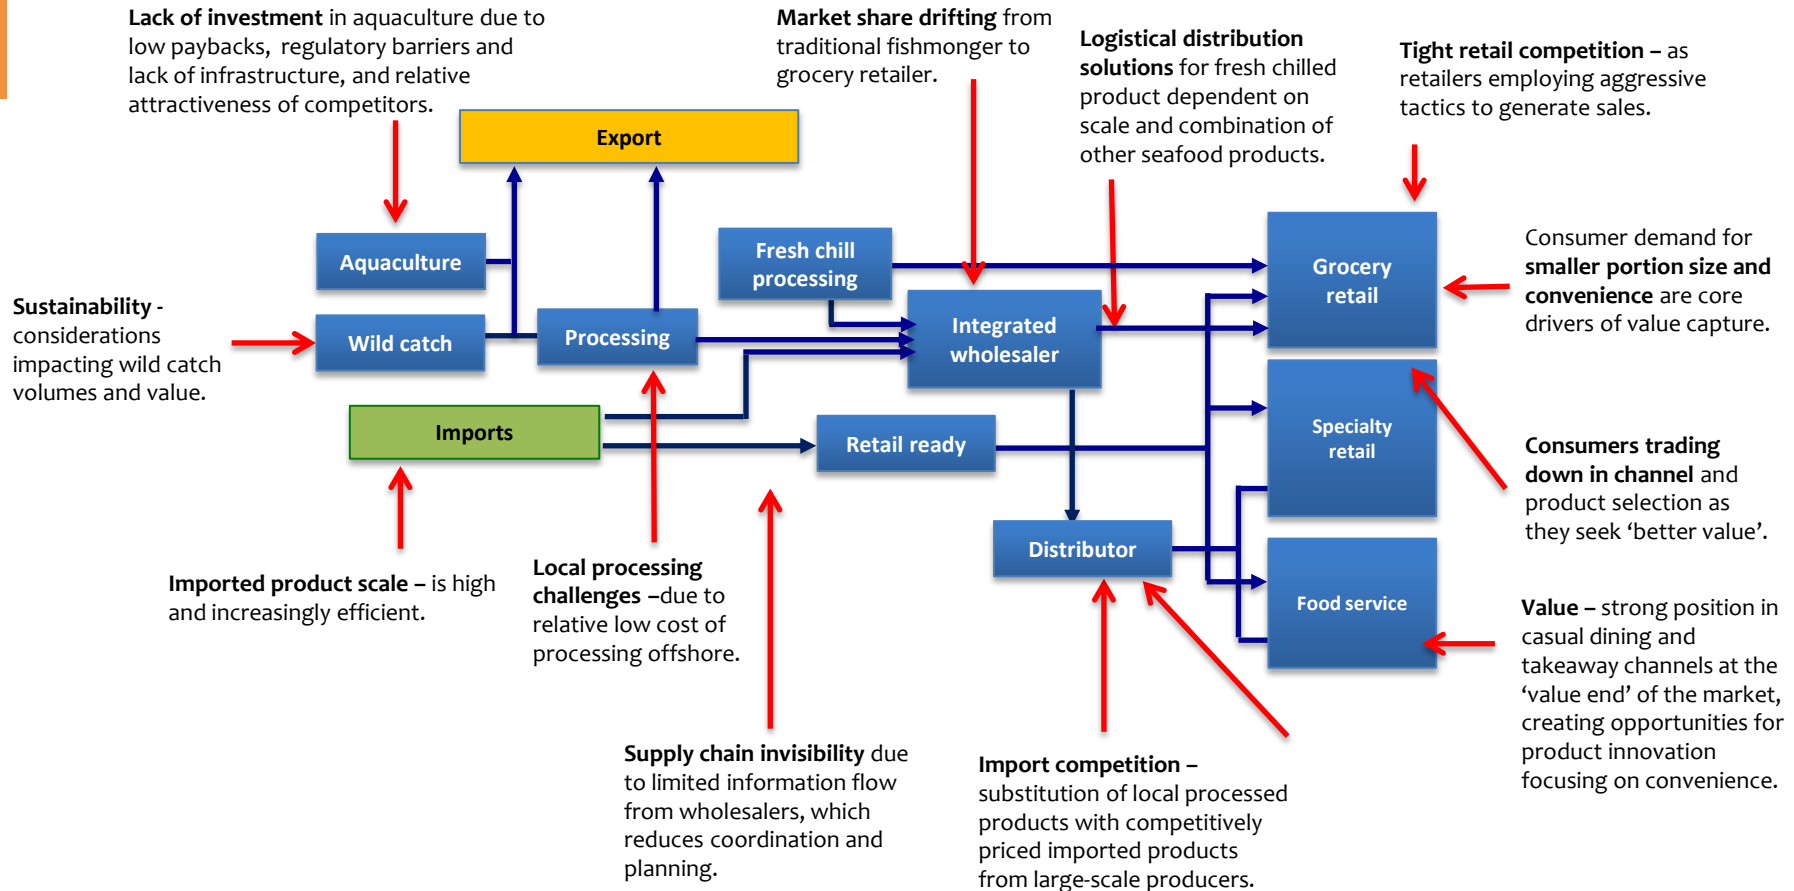 Lack of investment in aquaculture due to
low paybacks, regulatory barriers and
lack of infrastructure, and relative
attractiveness of competitors.
Market share drifting from
traditional fishmonger to
grocery retailer.
Logistical distribution
solutions for fresh chilled
product dependent on
scale and combination of
other seafood products.
Tight retail competition – as
retailers employing aggressive
tactics to generate sales.
Export
Aquaculture
Fresh chill
processing
Grocery
retail
Consumer demand for
smaller portion size and
convenience are core
drivers of value capture.
Sustainability -
considerations
impacting wild catch
volumes and value.
Wild catch
Processing
Integrated
wholesaler
Imports
Retail ready
Specialty
retail
Consumers trading
down in channel and
product selection as
they seek ‘better value’.
Distributor
Food service
Imported product scale – is high
and increasingly efficient.
Local processing
challenges –due to
relative low cost of
processing offshore.
Value – strong position in
casual dining and
takeaway channels at the
‘value end’ of the market,
creating opportunities for
product innovation
focusing on convenience.
Supply chain invisibility due
to limited information flow
from wholesalers, which
reduces coordination and
planning.
Import competition –
substitution of local processed
products with competitively
priced imported products
from large-scale producers.